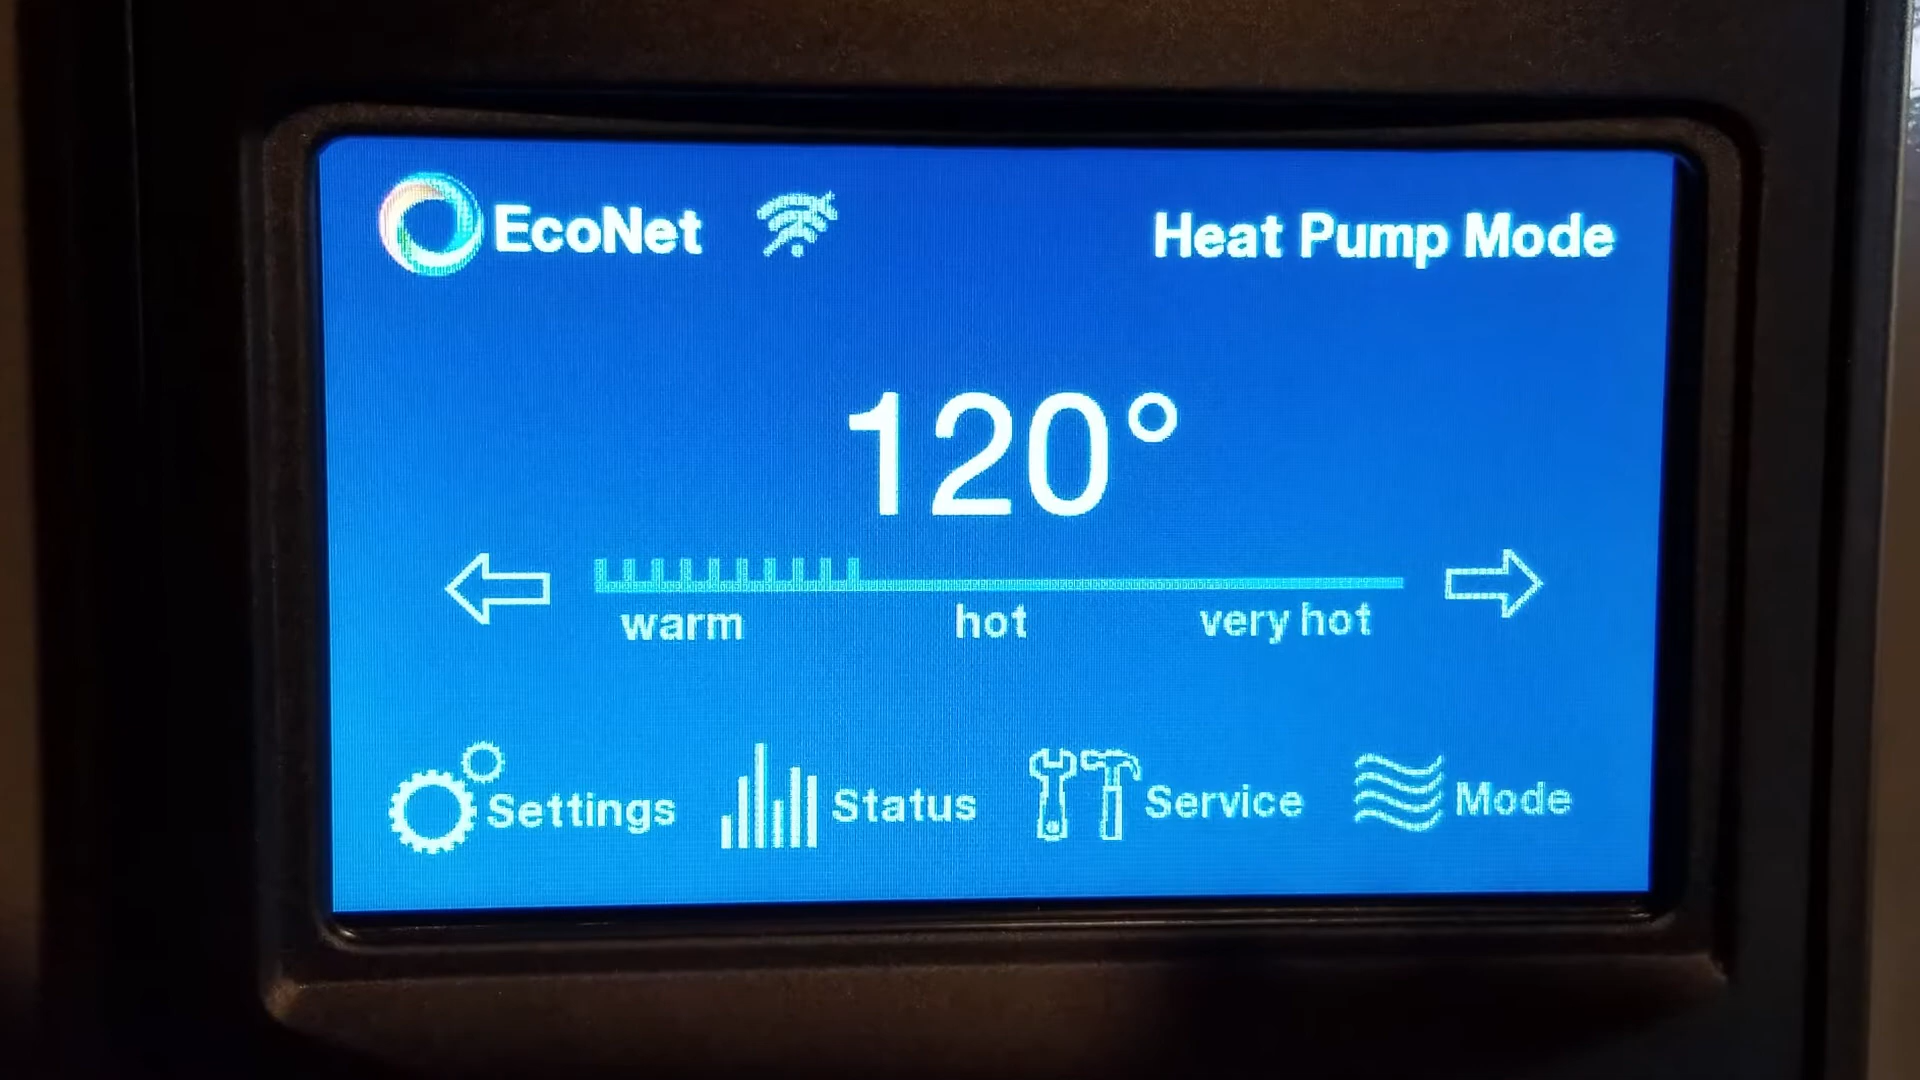 EcoNet Heat Pump Mode
120°
warm hot very hot
Settings Status Service Mode